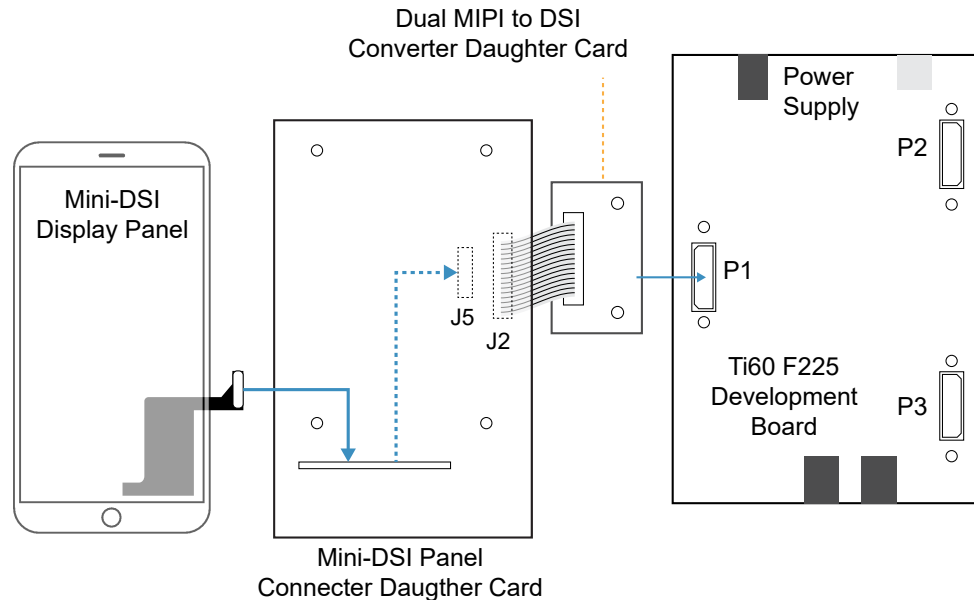 Dual MIPI to DSI
Converter Daughter Card
Power
Supply
P2
Mini-DSI
Display Panel
P1
J5
J2
Ti60 F225
Development
Board
P3
Mini-DSI Panel
Connecter Daugther Card